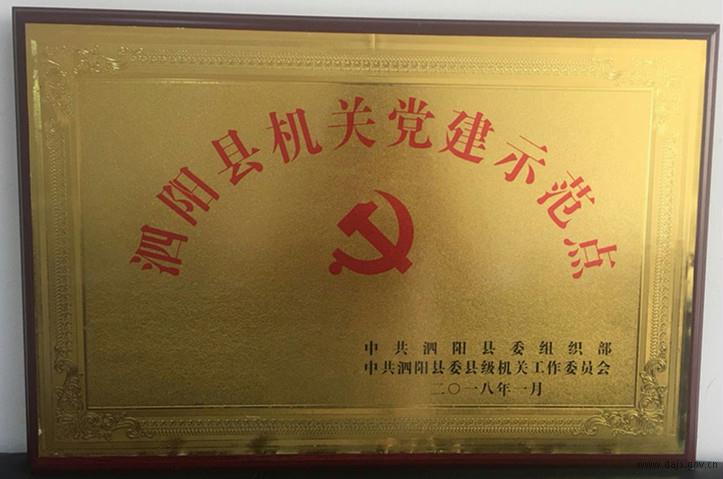 泗阳县机关党建示范点
中共泗阳县委组织部
中共泗阳县委县级机关工作委员会
二〇一八年一月
www.dajs.gov.cn